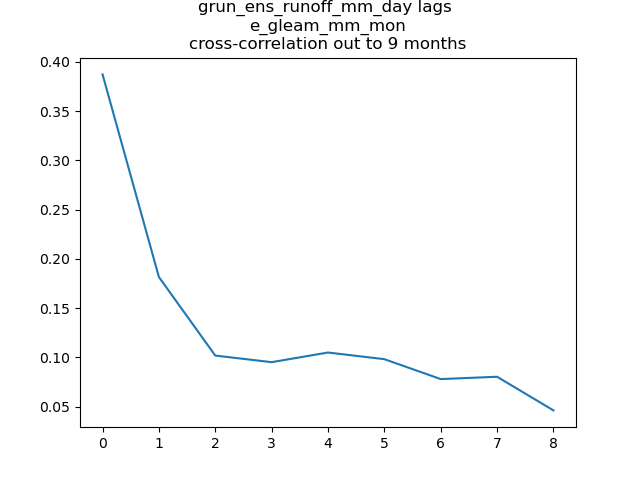 grun_ens_runoff_mm_day lags
e_gleam_mm_mon
cross-correlation out to 9 months
0.40
0.35
0.30
0.25
0.20
0.15
0.10
0.05
0 1 2 3 4 5 6 7 8